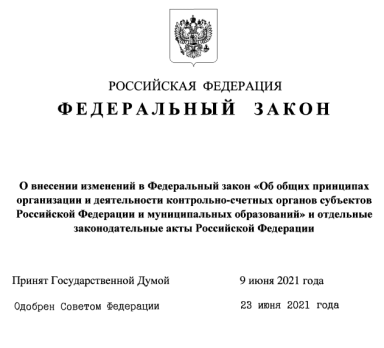 РОССИЙСКАЯ ФЕДЕРАЦИЯ
ФЕДЕРАЛЬНЫЙ ЗАКОН
О внесении изменений в Федеральный закон «Об общих принципах
организации и деятельности контрольно-счетных органов субъектов
Российской Федерации и муниципальных образований» и отдельные
законодательные акты Российской Федерации
Принят Государственной Думой 9 июня 2021 года
Одобрен Советом Федерации 23 июня 2021 года